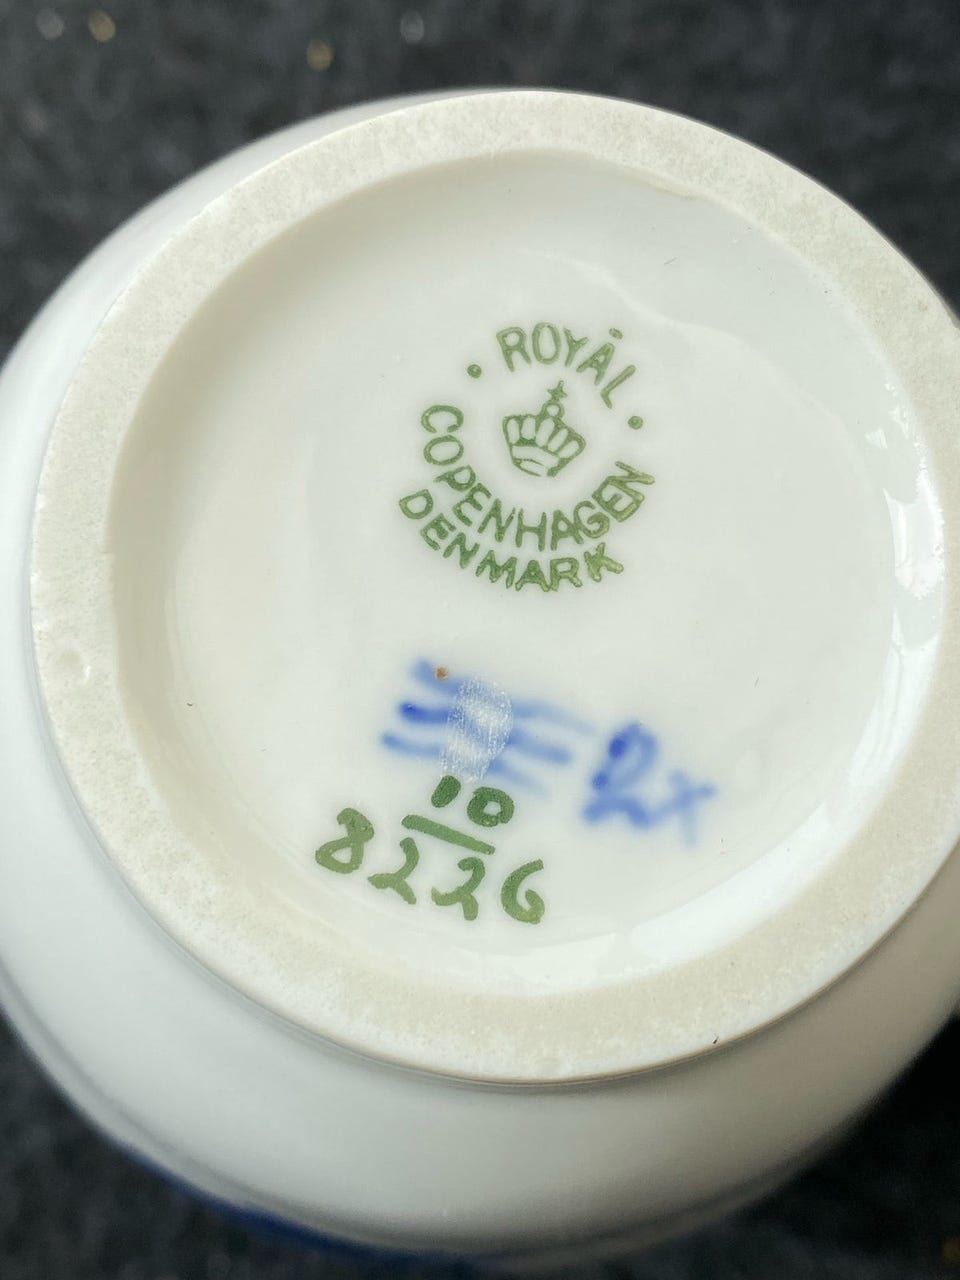 ROYAL
COPENHAGEN
DENMARK
10
8226